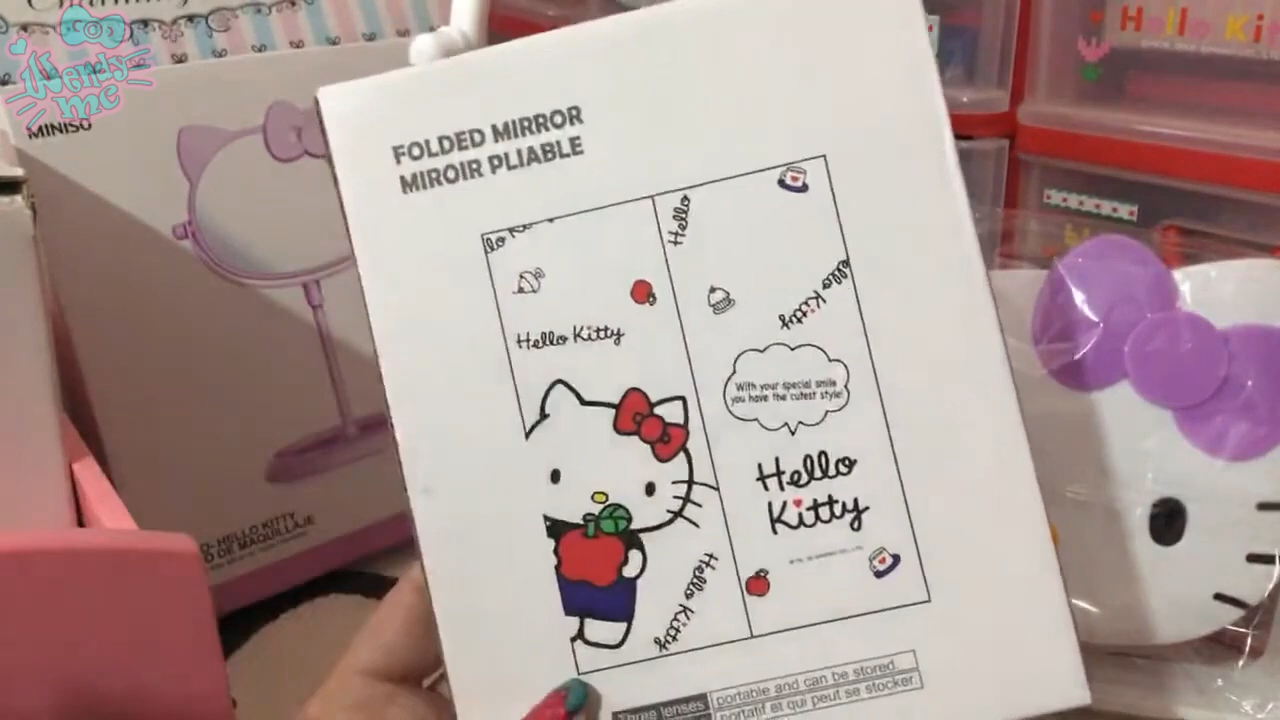 Wendy
me
MINISO
FOLDED MIRROR
MIROIR PLIABLE
Hello
Hello Kitty
Hello Kitty
With your special smile
you have the cutest style!
Hello
Kitty
Hello Kitty
Three lenses
portable and can be stored.
portatif et qui peut se stocker.
HELLO KITTY
O DE MAQUILLAJE
Hello Kit